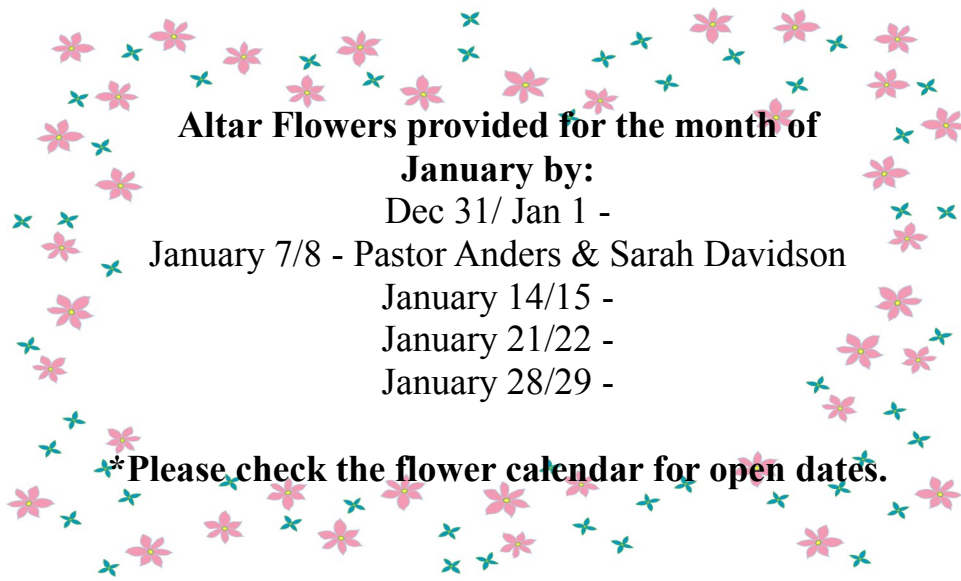 Altar Flowers provided for the month of
January by:
Dec 31/ Jan 1 -
January 7/8 - Pastor Anders & Sarah Davidson
January 14/15 -
January 21/22 -
January 28/29 -
*Please check the flower calendar for open dates.